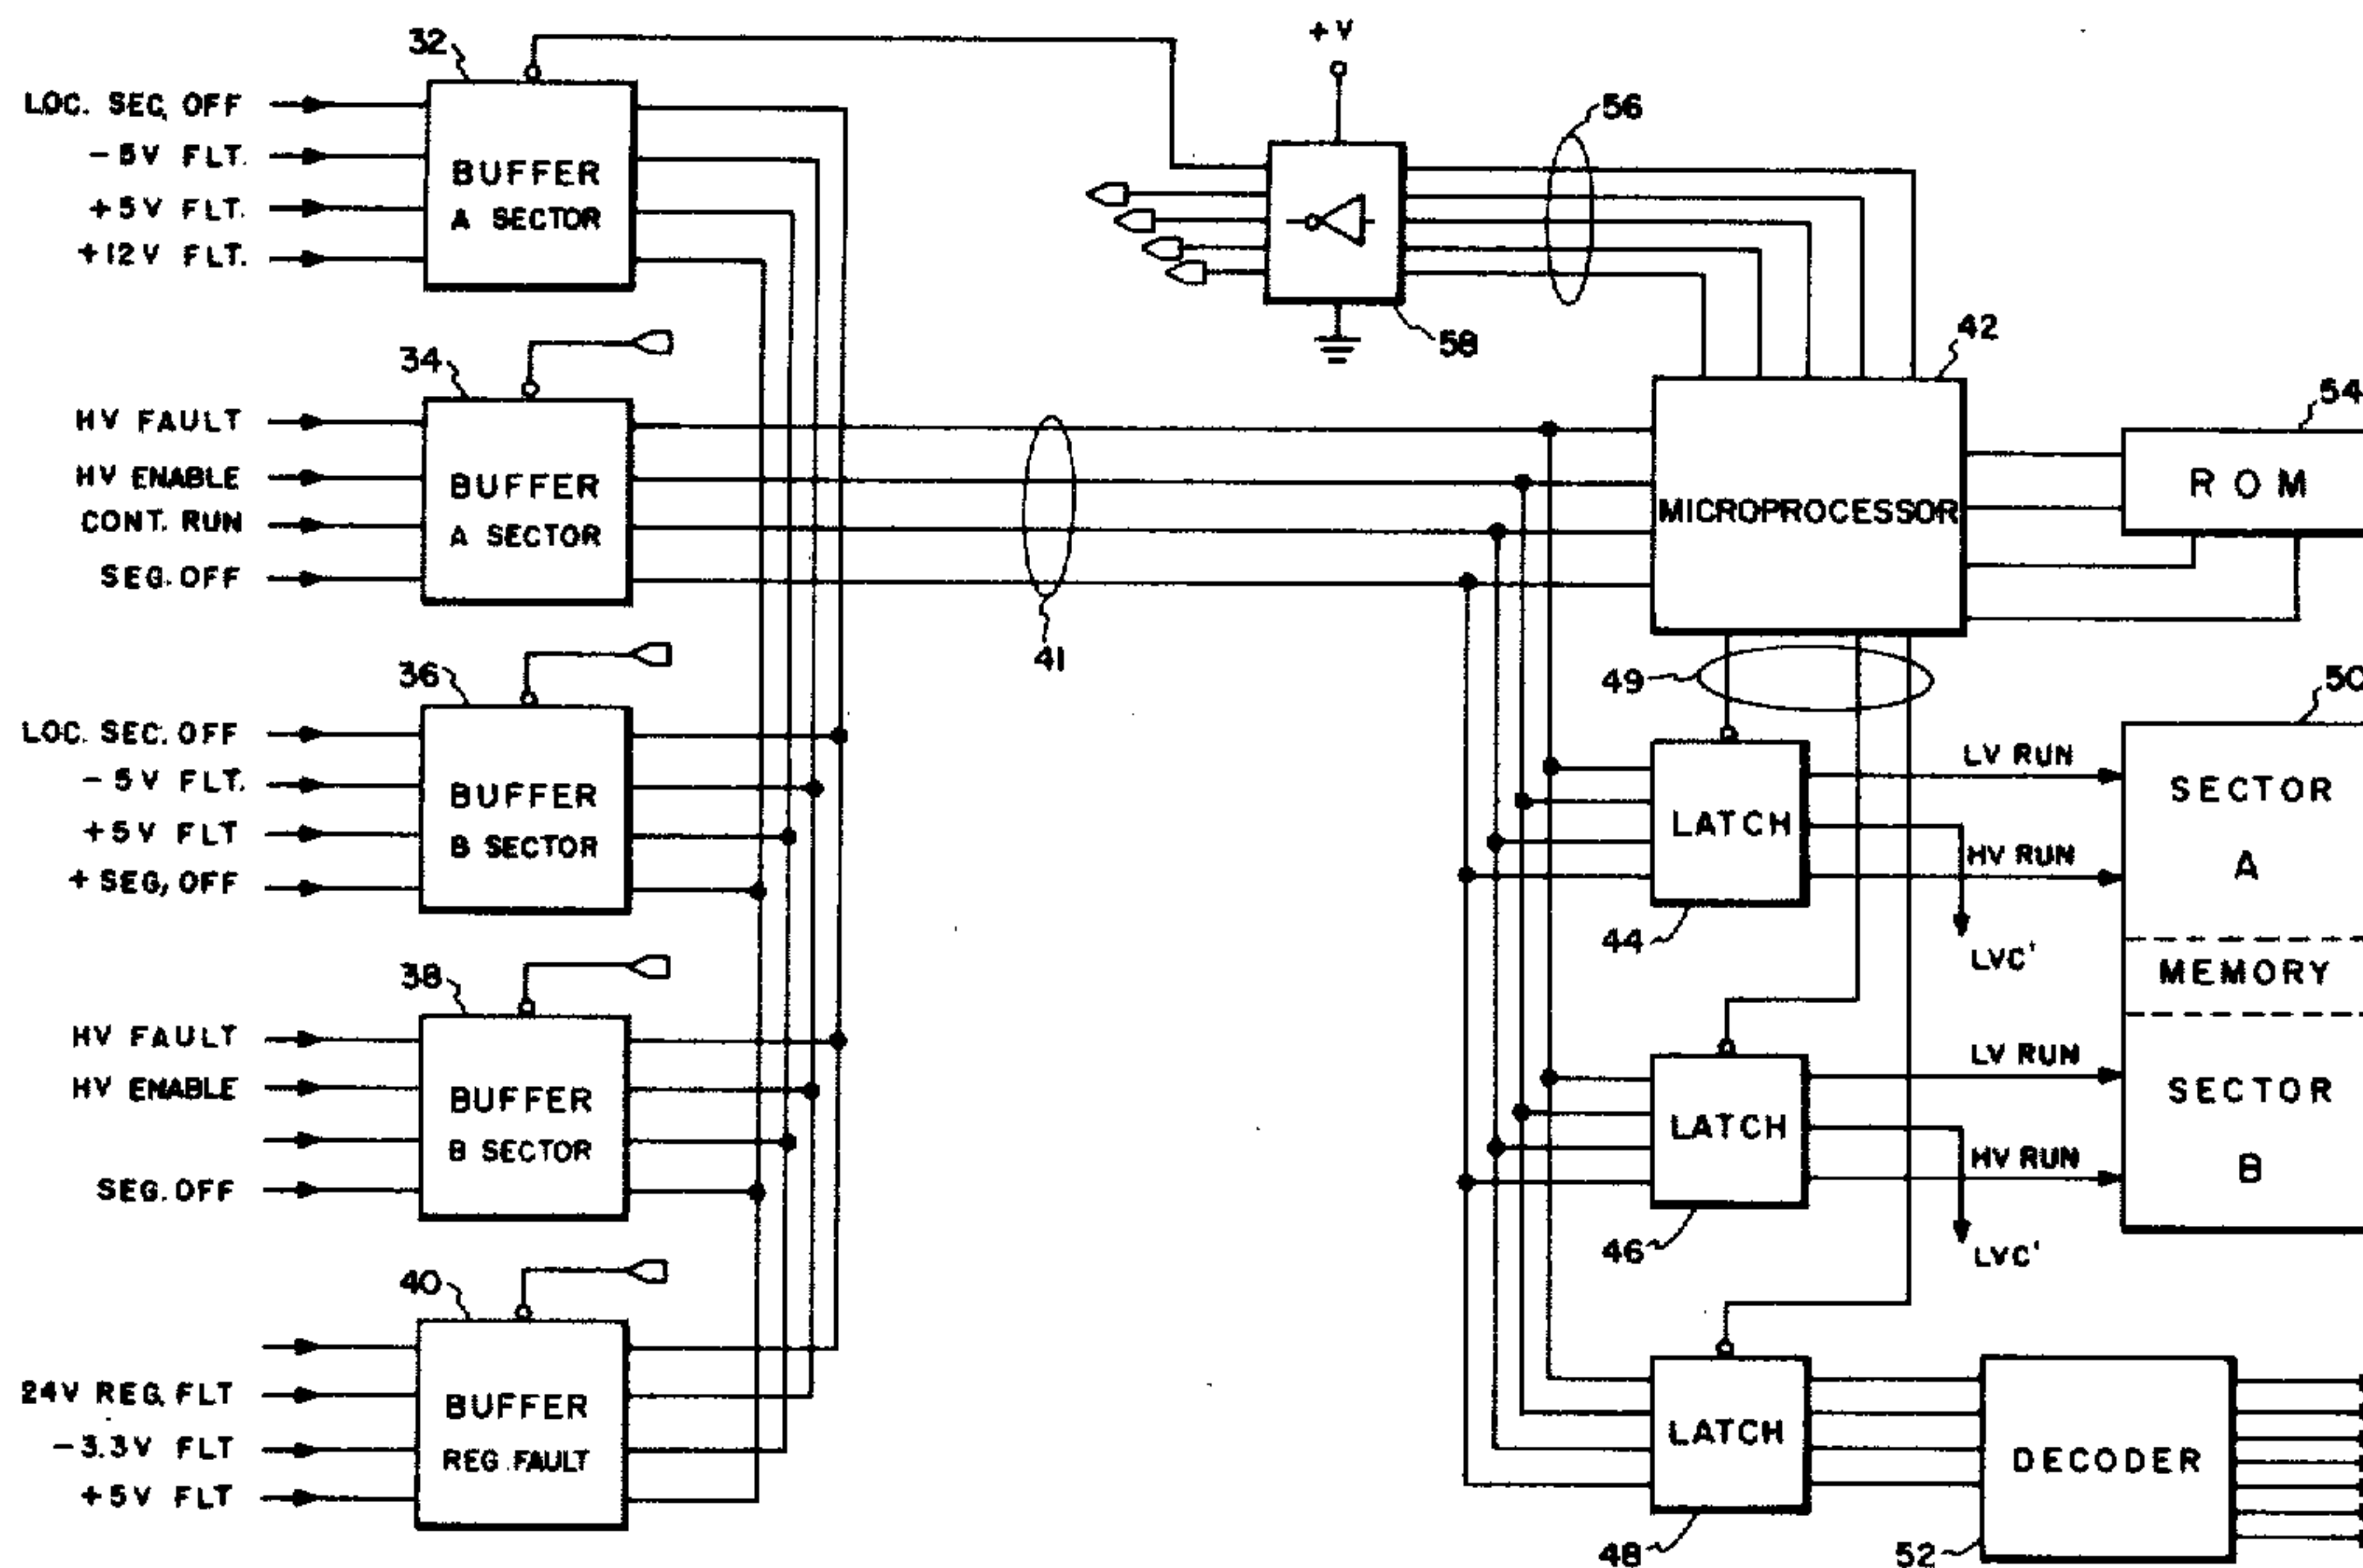 32
LOC. SEC, OFF
-5V FLT.
+5V FLT.
+12V FLT.
BUFFER
A SECTOR
+V
56
58
34
HV FAULT
HV ENABLE
CONT. RUN
SEG. OFF
BUFFER
A SECTOR
41
42
MICROPROCESSOR
54
ROM
49
36
LOC. SEC. OFF
-5V FLT.
+5V FLT
+ SEG, OFF
BUFFER
B SECTOR
LATCH
44
LV RUN
HV RUN
LVC'
50
SECTOR
A
MEMORY
SECTOR
B
38
HV FAULT
HV ENABLE
SEG. OFF
BUFFER
B SECTOR
LATCH
46
LV RUN
HV RUN
LVC'
40
24V REG, FLT
-3.3V FLT
+5V FLT
BUFFER
REG. FAULT
LATCH
48
DECODER
52